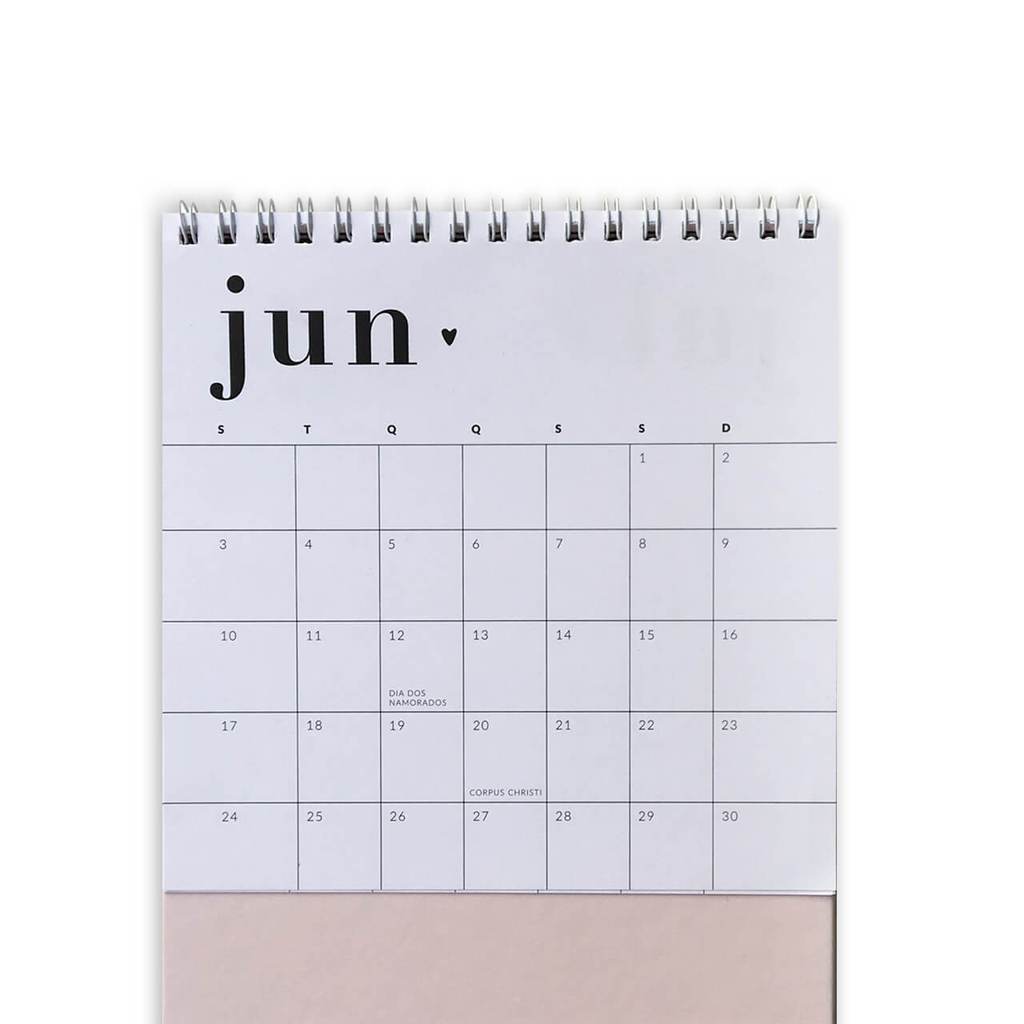 jun
S T Q Q S S D
1 2
3 4 5 6 7 8 9
10 11 12 13 14 15 16
DIA DOS
NAMORADOS
17 18 19 20 21 22 23
CORPUS CHRISTI
24 25 26 27 28 29 30